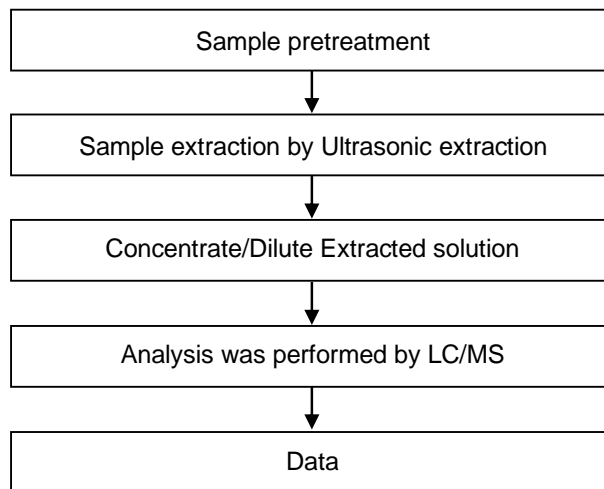 Sample pretreatment
Sample extraction by Ultrasonic extraction
Concentrate/Dilute Extracted solution
Analysis was performed by LC/MS
Data